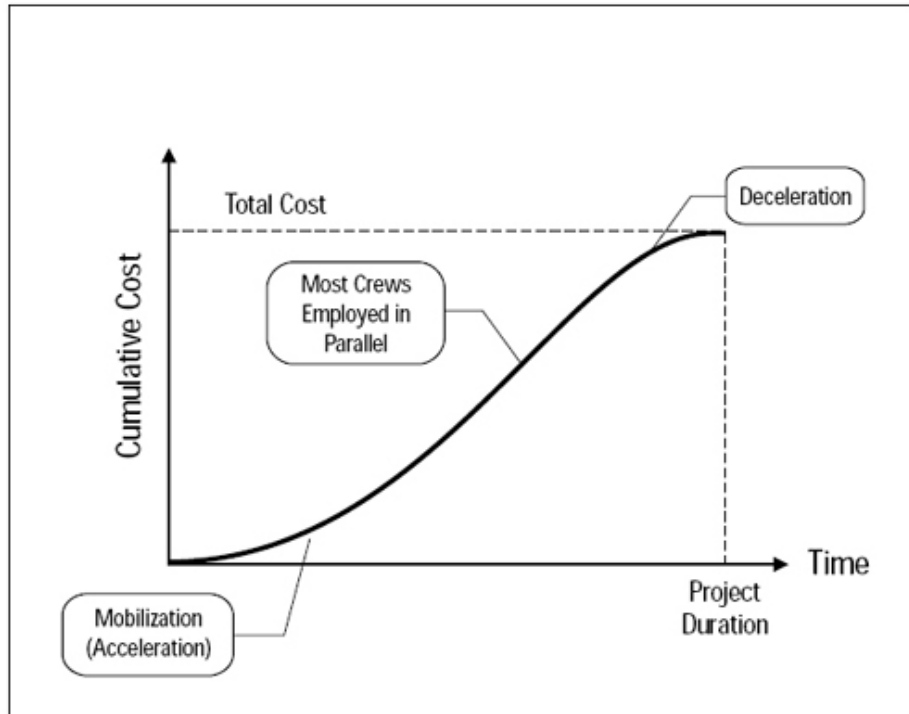 Total Cost
Deceleration
Most Crews
Employed in
Parallel
Cumulative Cost
Time
Project
Duration
Mobilization
(Acceleration)